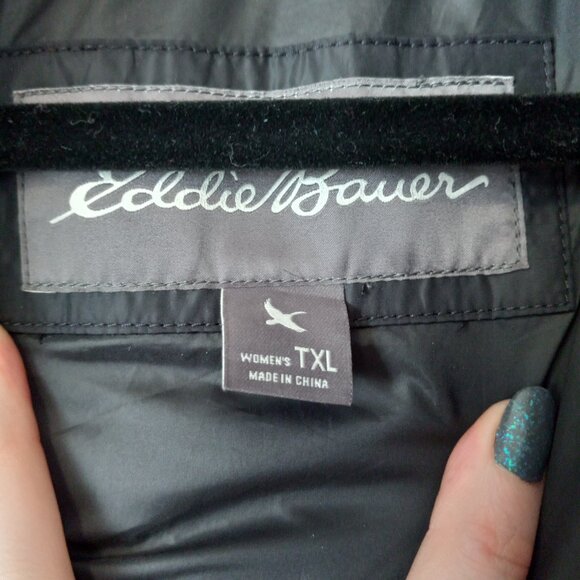 Eddie Bauer
WOMEN'S TXL
MADE IN CHINA